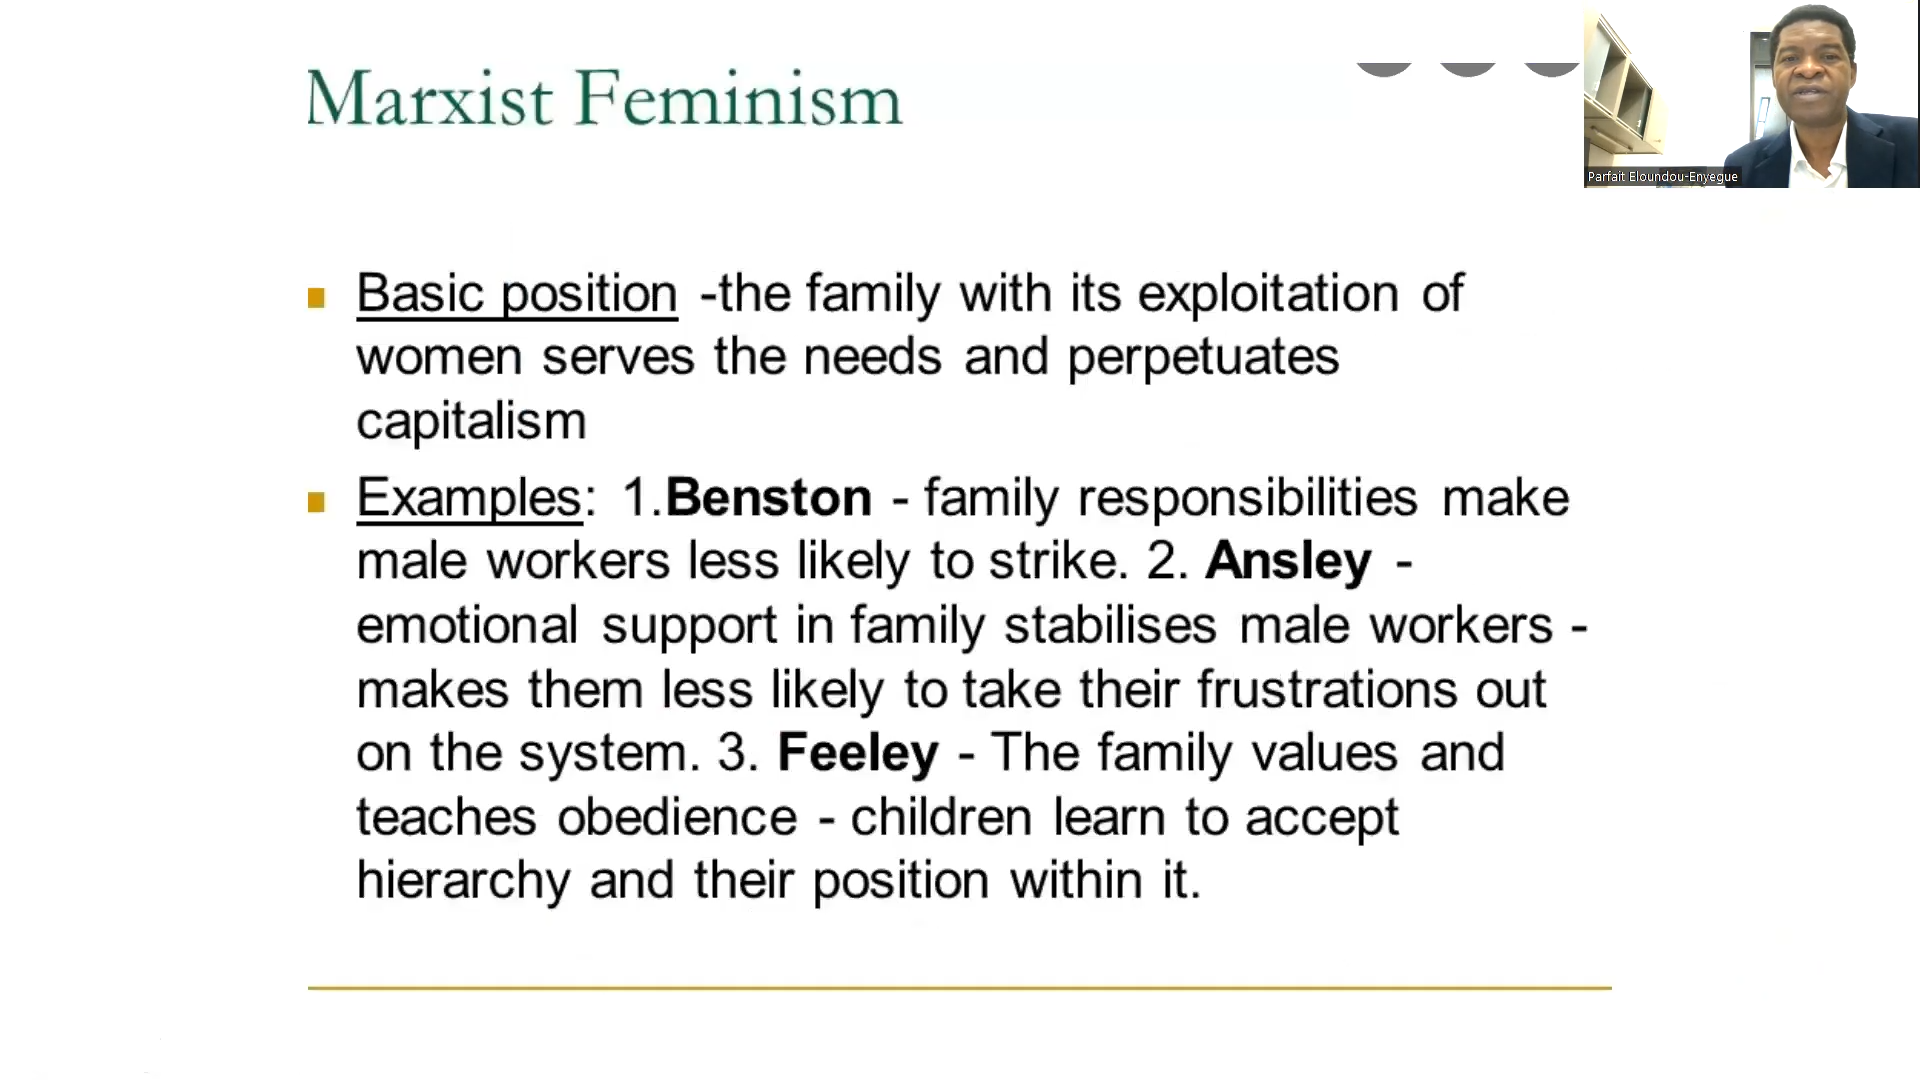 Marxist Feminism
Parfait Eloundou-Enyegue
Basic position -the family with its exploitation of
women serves the needs and perpetuates
capitalism
Examples: 1.Benston - family responsibilities make
male workers less likely to strike. 2. Ansley -
emotional support in family stabilises male workers -
makes them less likely to take their frustrations out
on the system. 3. Feeley - The family values and
teaches obedience - children learn to accept
hierarchy and their position within it.